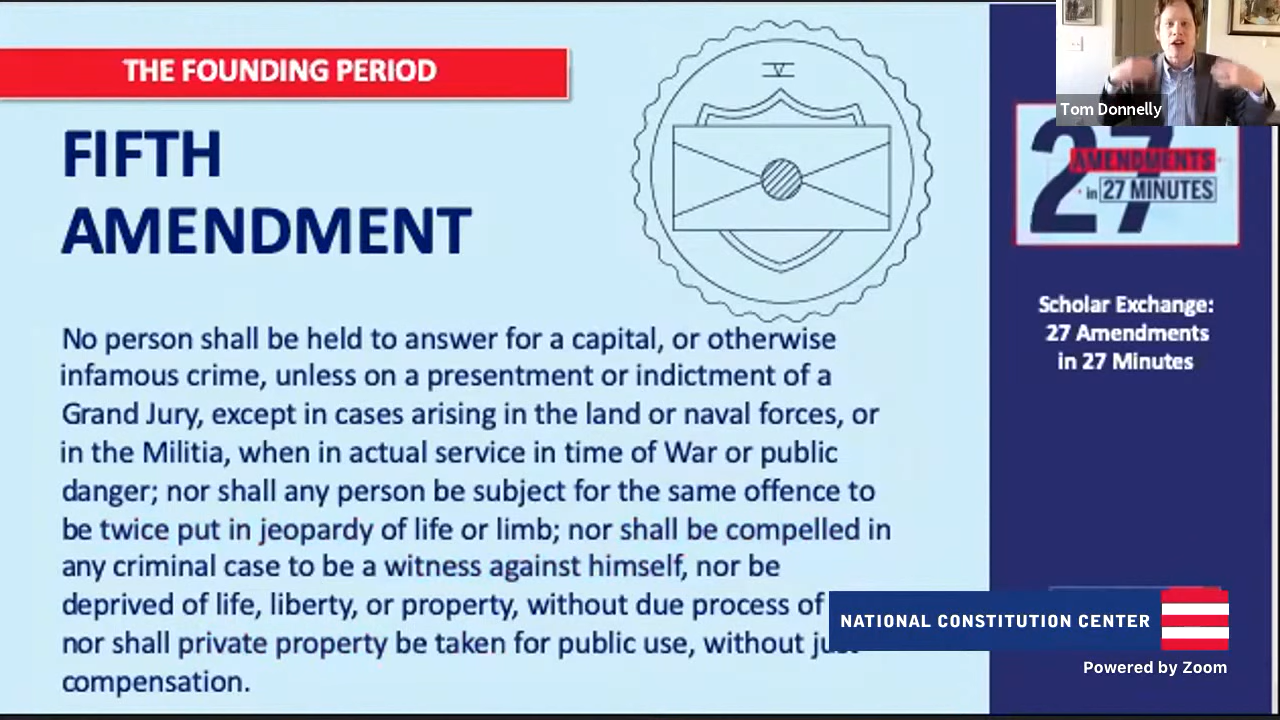 THE FOUNDING PERIOD
FIFTH
AMENDMENT
V
No person shall be held to answer for a capital, or otherwise
infamous crime, unless on a presentment or indictment of a
Grand Jury, except in cases arising in the land or naval forces, or
in the Militia, when in actual service in time of War or public
danger; nor shall any person be subject for the same offence to
be twice put in jeopardy of life or limb; nor shall be compelled in
any criminal case to be a witness against himself, nor be
deprived of life, liberty, or property, without due process of
nor shall private property be taken for public use, without just
compensation.
Tom Donnelly
27
AMENDMENTS
in 27 MINUTES
Scholar Exchange:
27 Amendments
in 27 Minutes
NATIONAL CONSTITUTION CENTER
Powered by Zoom